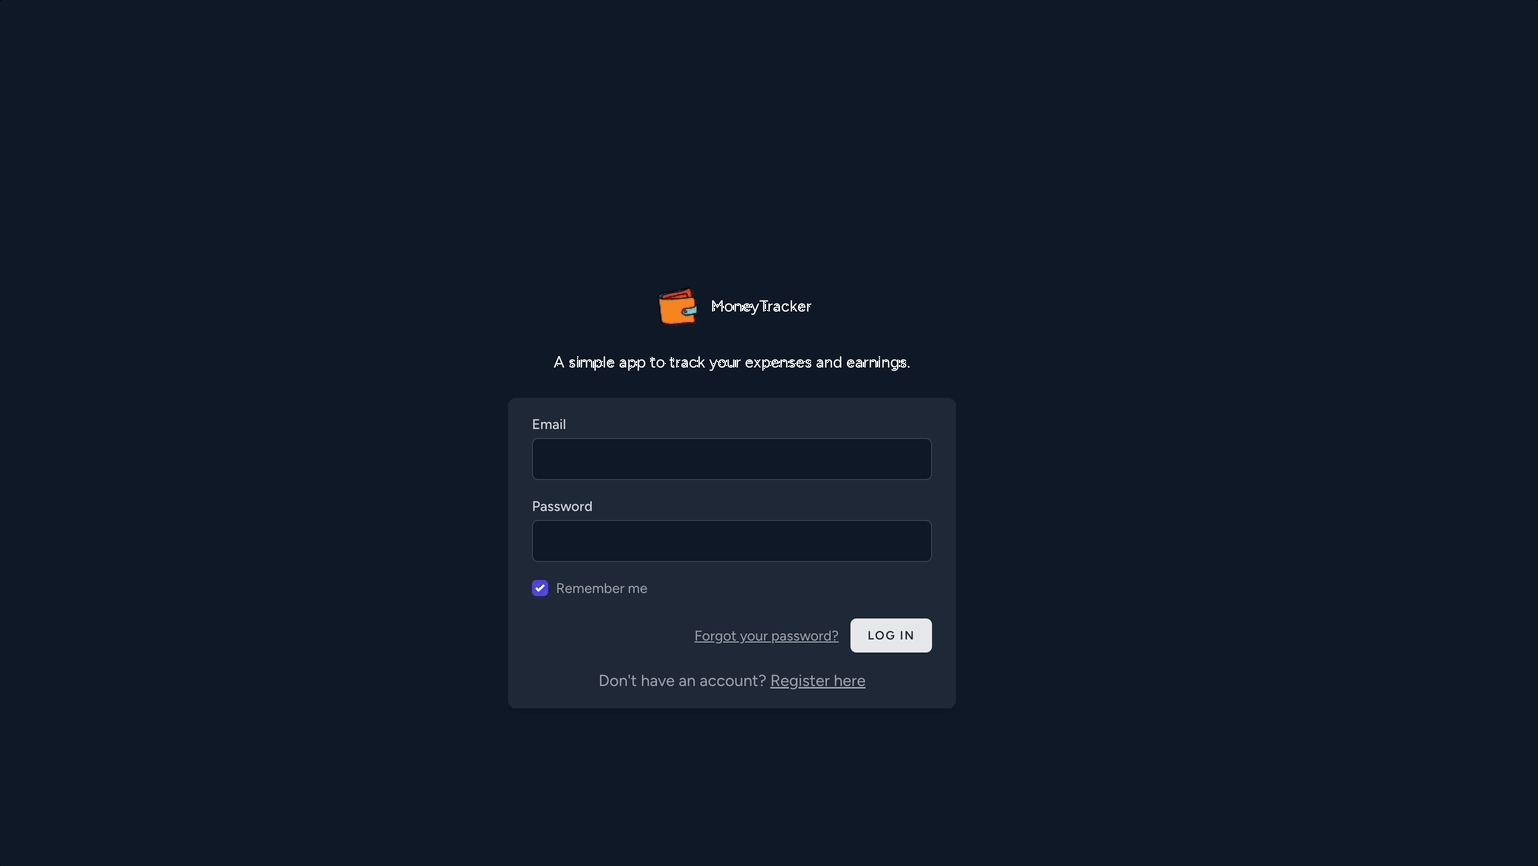 MoneyTracker
A simple app to track your expenses and earnings.
Email
Password
Remember me
Forgot your password? LOG IN
Don't have an account? Register here